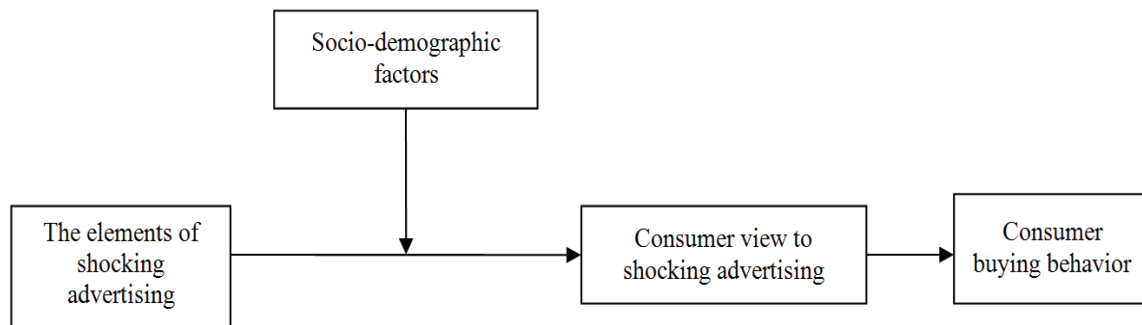 Socio-demographic
factors
The elements of
shocking
advertising
Consumer view to
shocking advertising
Consumer
buying behavior